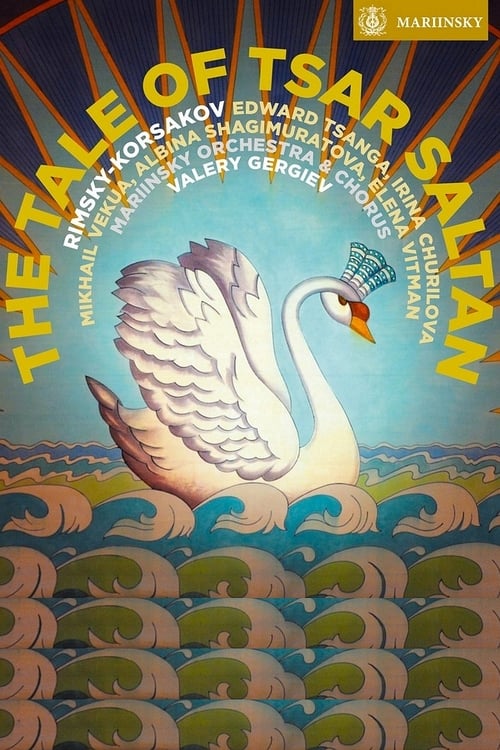 MARIINSKY
THE TALE OF TSAR SALTAN
RIMSKY-KORSAKOV EDWARD TSANGA, IRINA CHURILOVA
MIKHAIL VEKUA, ALBINA SHAGIMURATOVA, ELENA VITMAN
MARIINSKY ORCHESTRA & CHORUS
VALERY GERGIEV